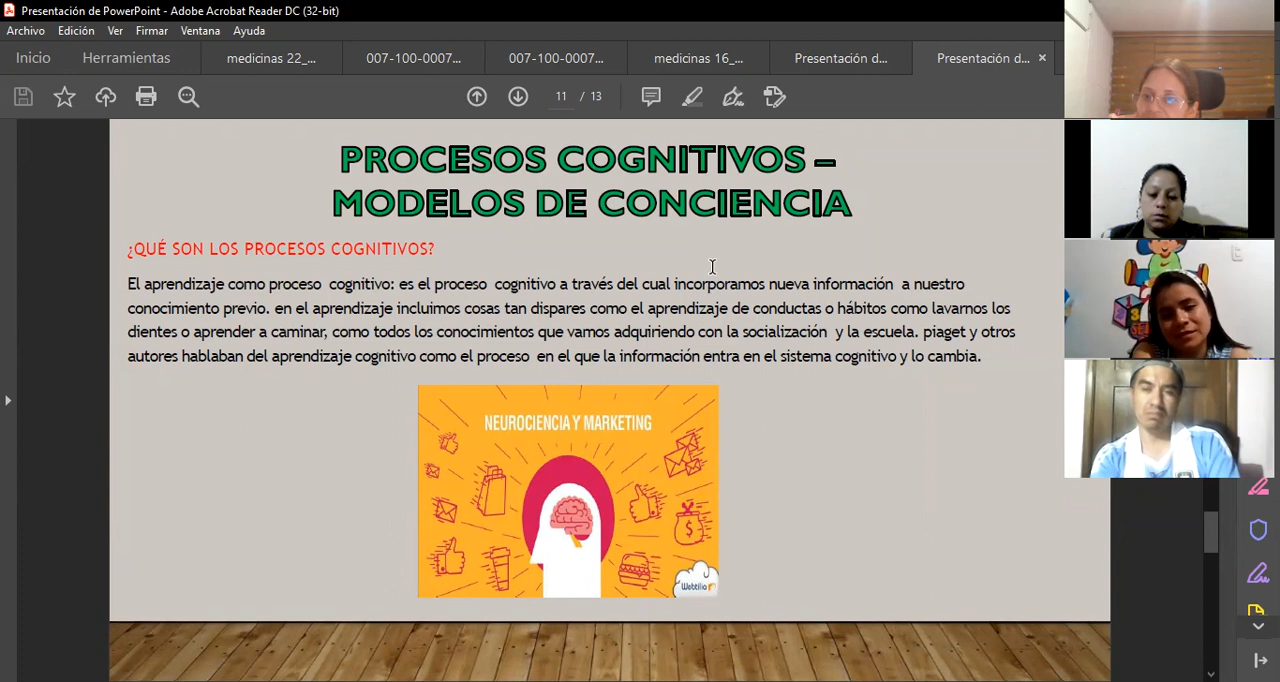 Presentación de PowerPoint - Adobe Acrobat Reader DC (32-bit)
Archivo Edición Ver Firmar Ventana Ayuda
Inicio Herramientas medicinas 22_... 007-100-0007... 007-100-0007... medicinas 16_... Presentación d... Presentación d... ×
11 / 13
PROCESOS COGNITIVOS –
MODELOS DE CONCIENCIA
¿QUÉ SON LOS PROCESOS COGNITIVOS?
El aprendizaje como proceso cognitivo: es el proceso cognitivo a través del cual incorporamos nueva información a nuestro
conocimiento previo. en el aprendizaje incluimos cosas tan dispares como el aprendizaje de conductas o hábitos como lavarnos los
dientes o aprender a caminar, como todos los conocimientos que vamos adquiriendo con la socialización y la escuela. piaget y otros
autores hablaban del aprendizaje cognitivo como el proceso en el que la información entra en el sistema cognitivo y lo cambia.
NEUROCIENCIA Y MARKETING
$
Webtilia